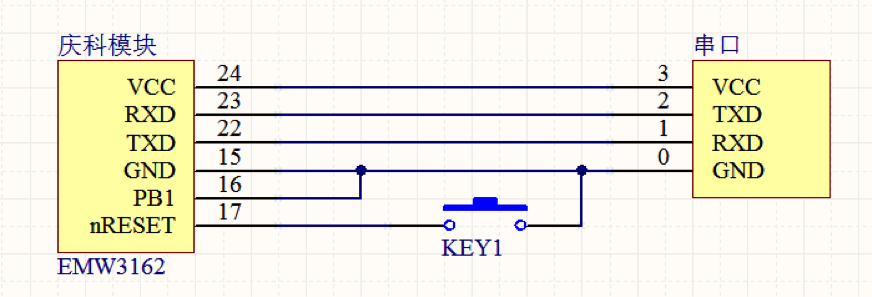 庆科模块
串口
VCC 24 3 VCC
RXD 23 2 TXD
TXD 22 1 RXD
GND 15 0 GND
PB1 16
nRESET 17
KEY1
EMW3162